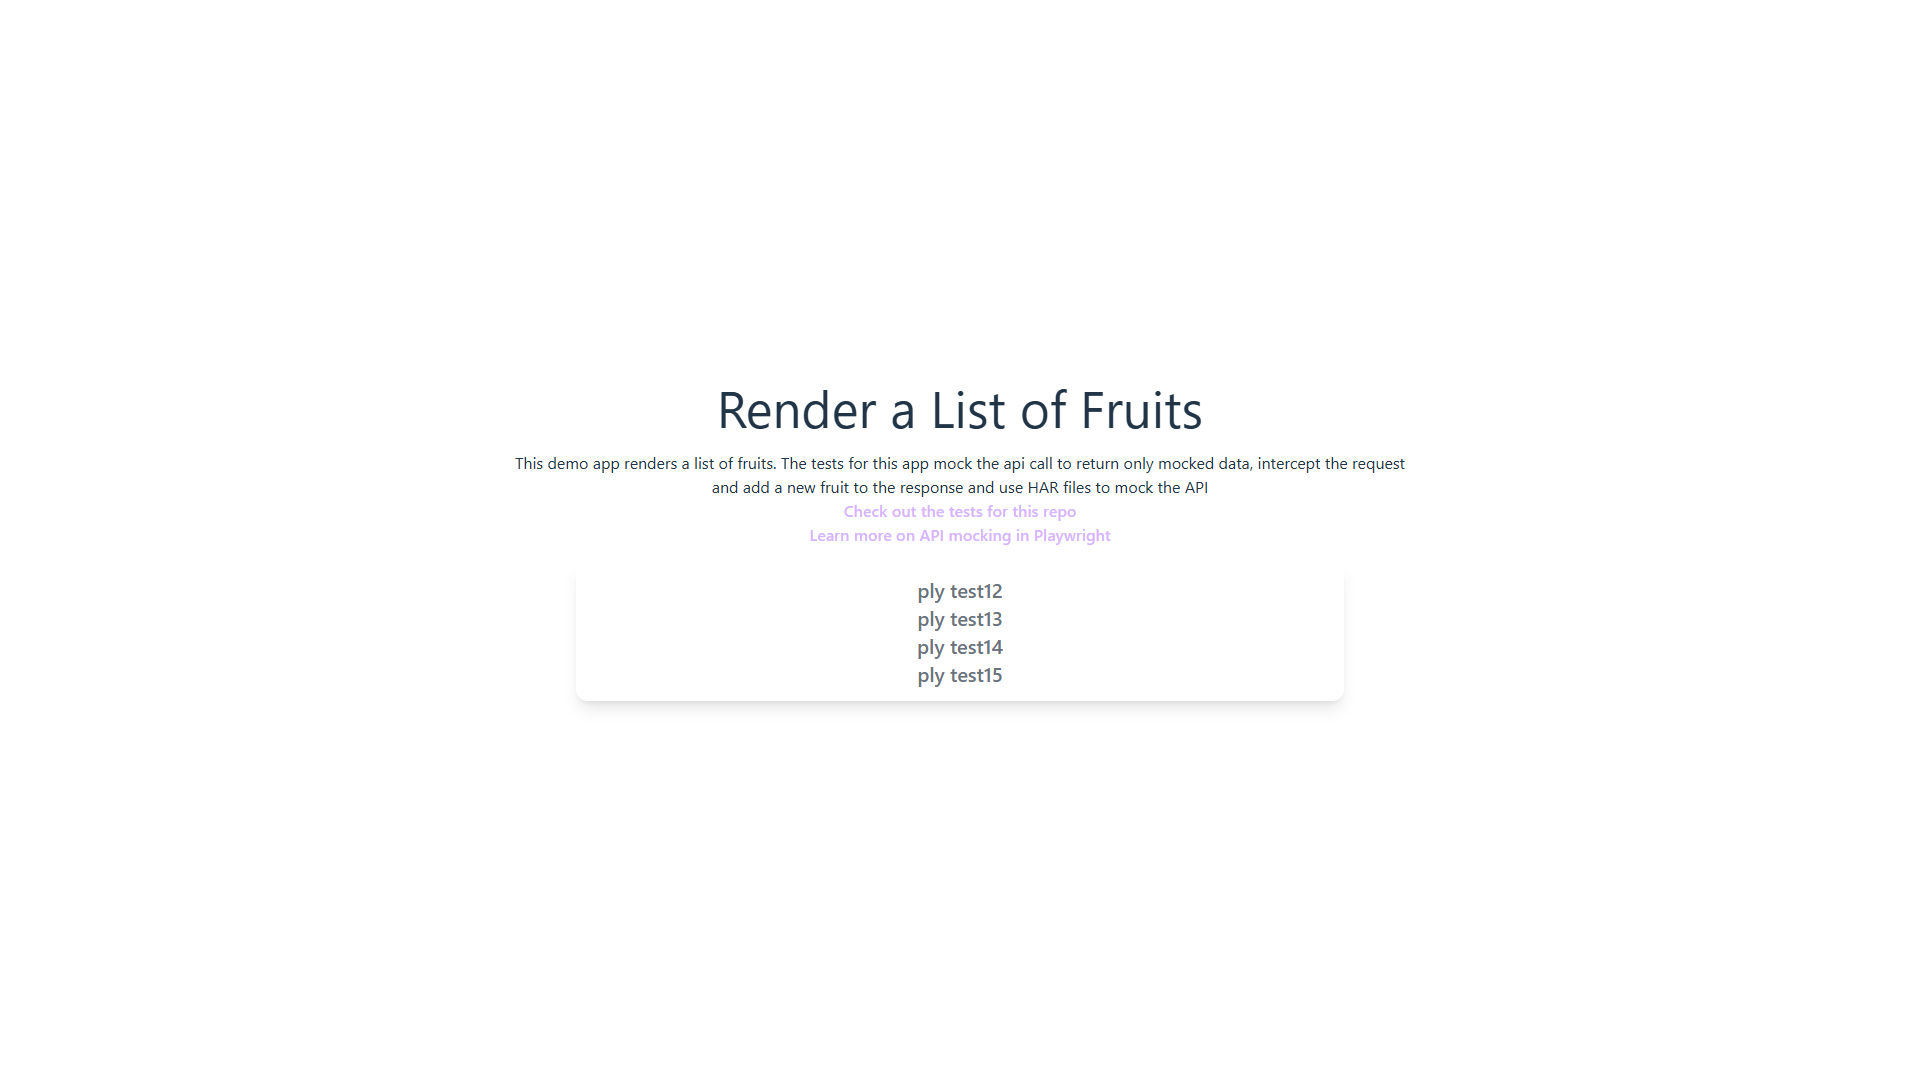 Render a List of Fruits
This demo app renders a list of fruits. The tests for this app mock the api call to return only mocked data, intercept the request
and add a new fruit to the response and use HAR files to mock the API
Check out the tests for this repo
Learn more on API mocking in Playwright
ply test12
ply test13
ply test14
ply test15